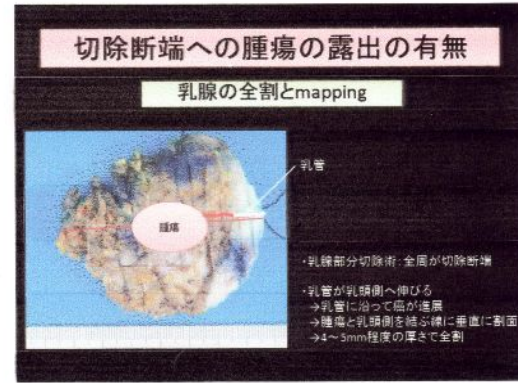 切除断端への腫瘍の露出の有無
乳腺の全割とmapping
乳管
腫瘍
・乳腺部分切除術:全周が切除断端
・乳管が乳頭側へ伸びる
→乳管に沿って癌が進展
→腫瘍と乳頭側を結ぶ線に垂直に割面
→4～5mm程度の厚さで全割